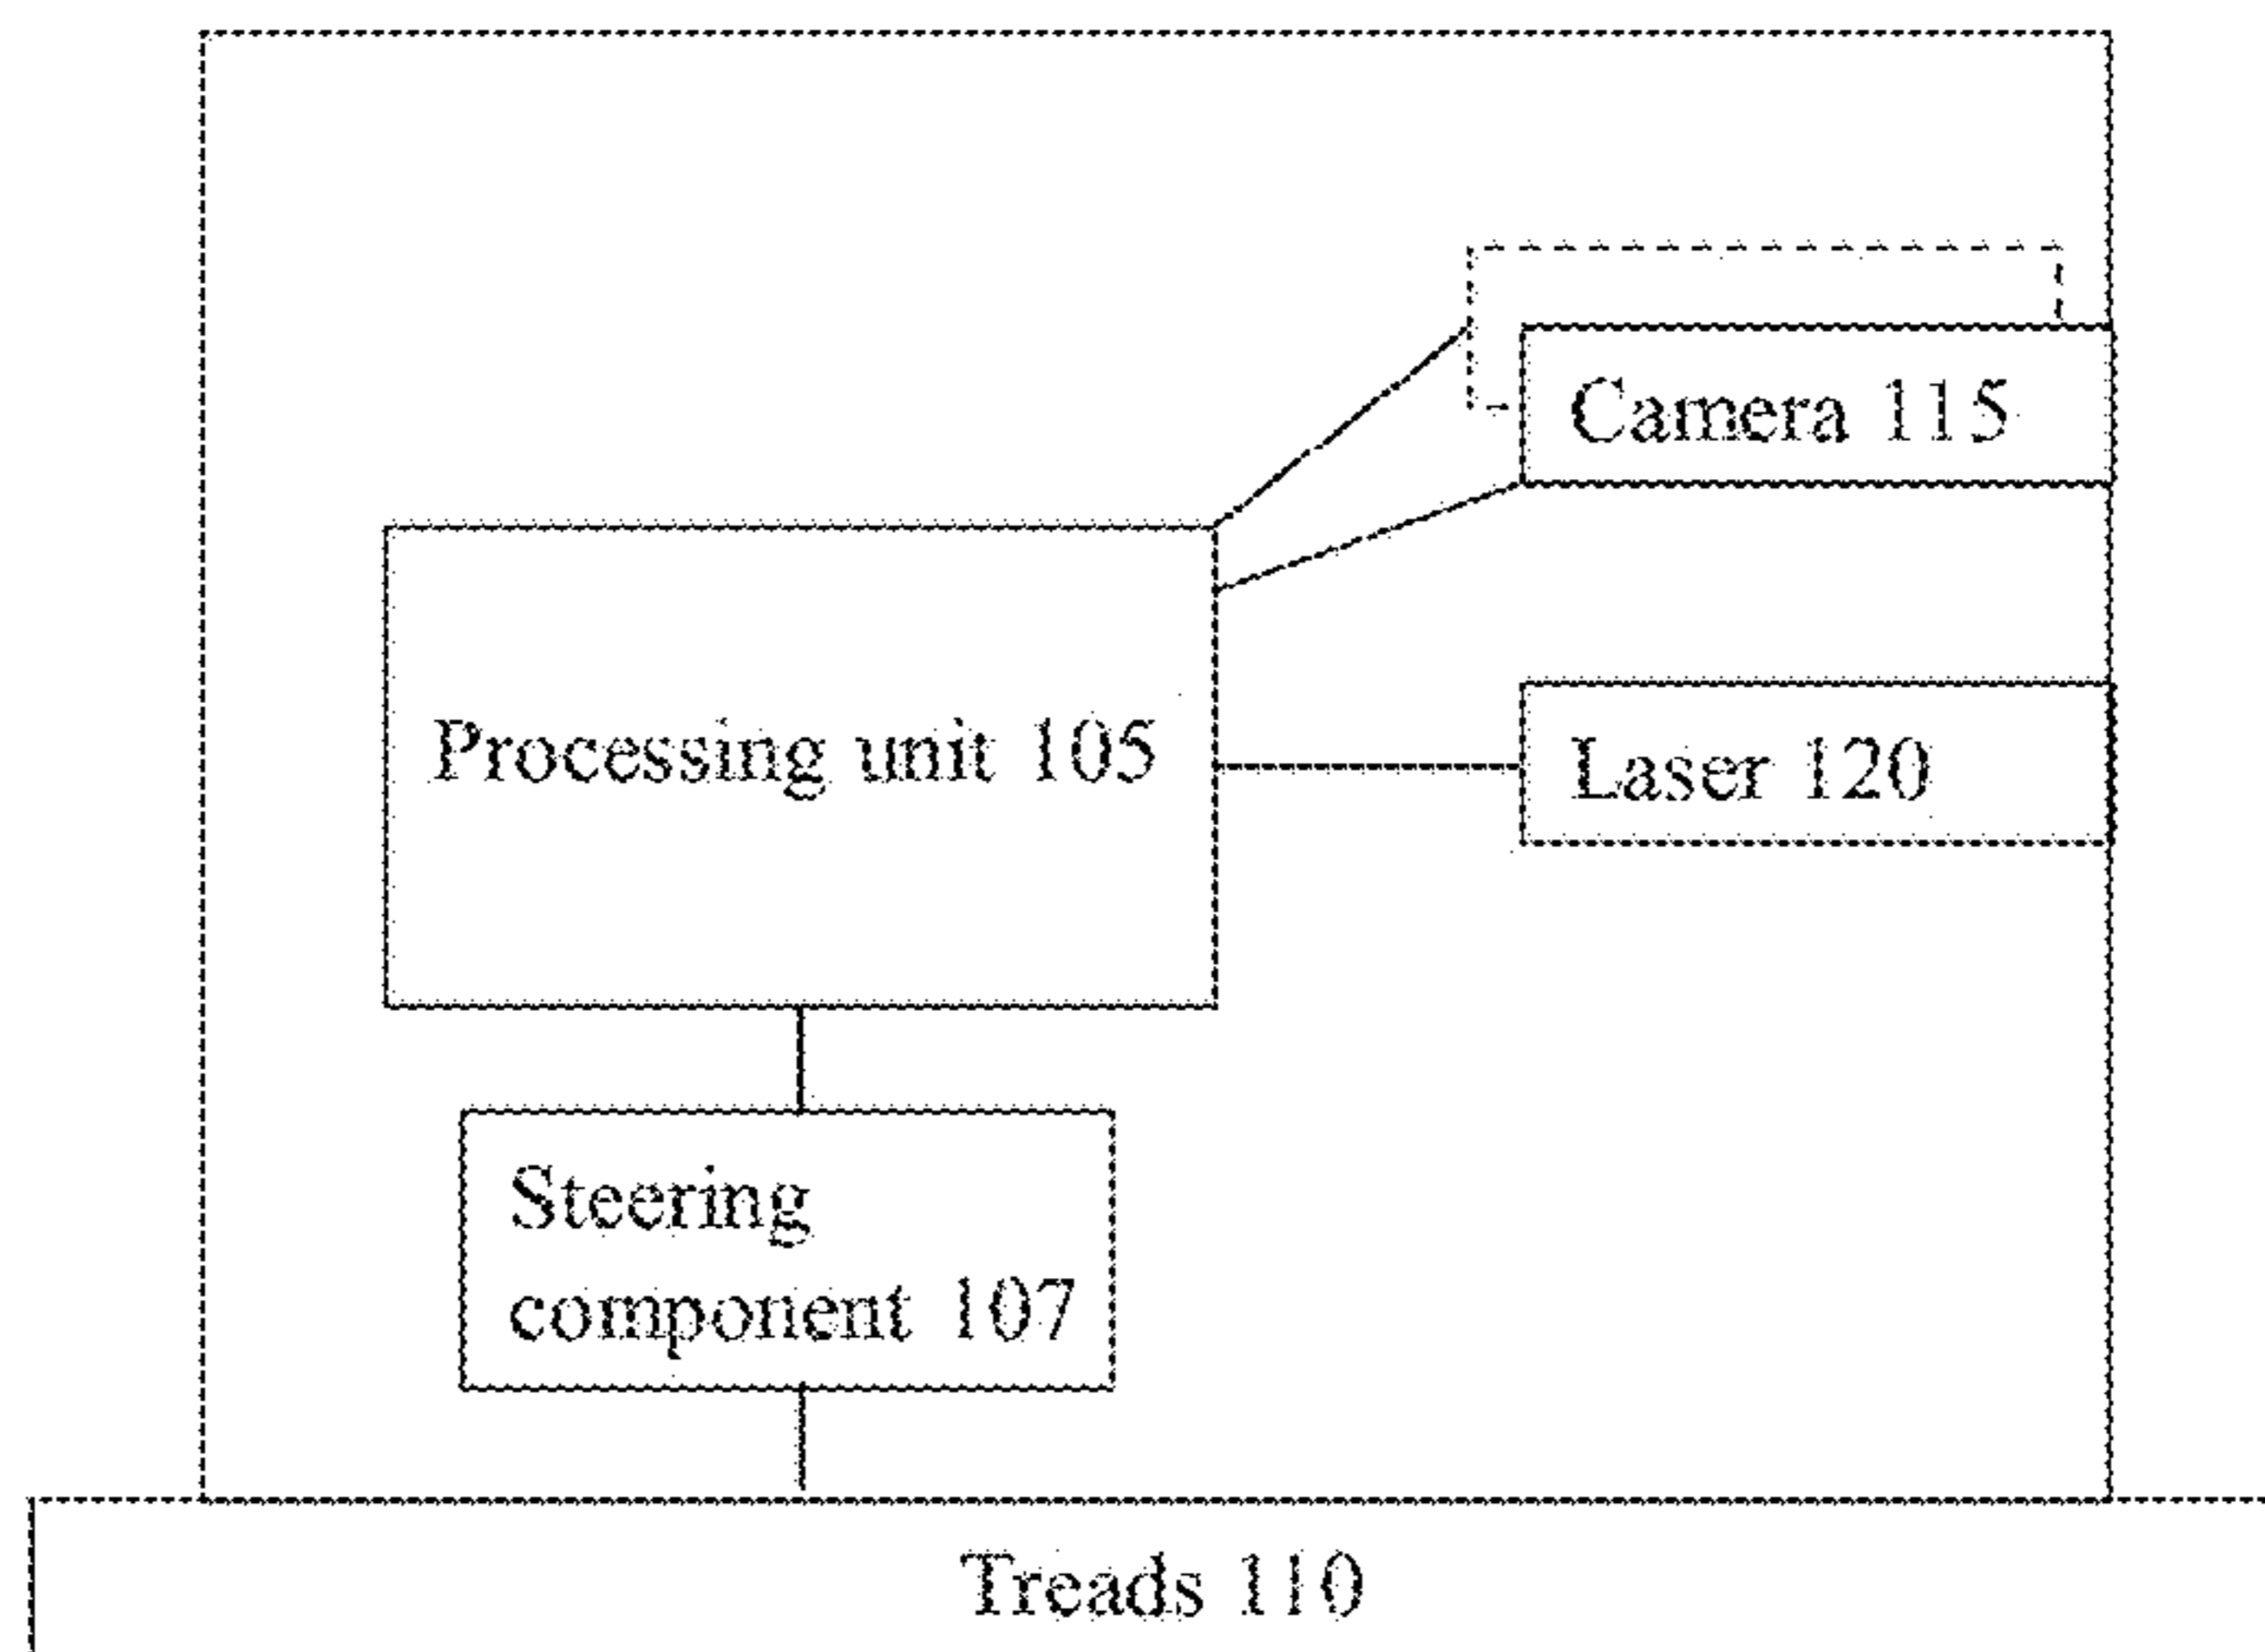 Camera 115
Processing unit 105
Laser 120
Steering
component 107
Treads 110